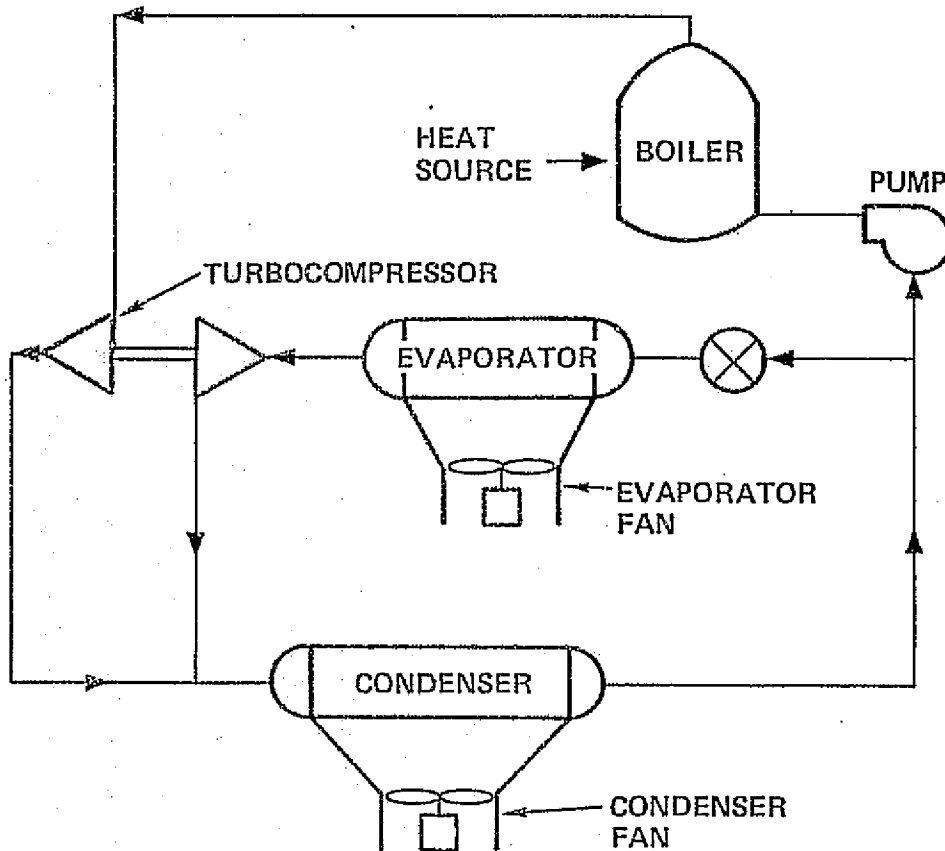 HEAT
SOURCE
BOILER
PUMP
TURBOCOMPRESSOR
EVAPORATOR
EVAPORATOR
FAN
CONDENSER
CONDENSER
FAN